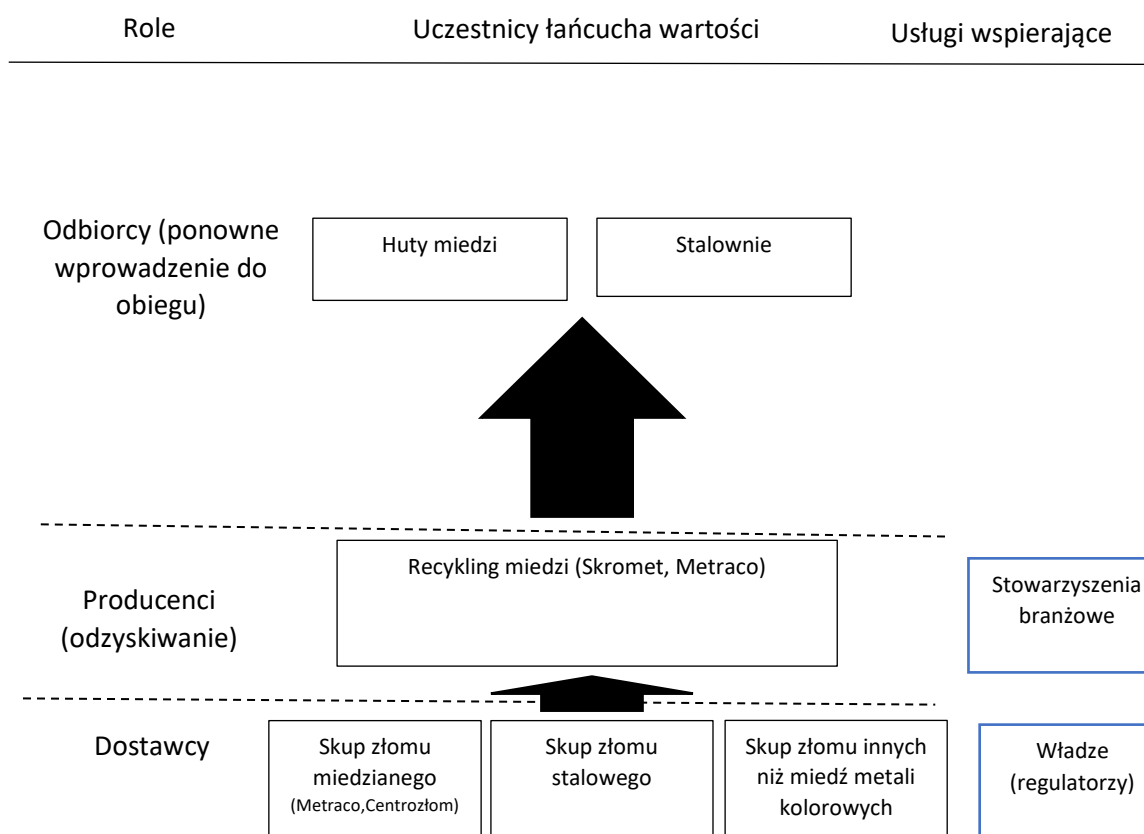 Role
Uczestnicy łańcucha wartości
Usługi wspierające
Odbiorcy (ponowne
wprowadzenie do
obiegu)
Huty miedzi
Stalownie
Producenci
(odzyskiwanie)
Recykling miedzi (Skromet, Metraco)
Stowarzyszenia
branżowe
Dostawcy
Skup złomu
miedzianego
(Metraco,Centrozłom)
Skup złomu
stalowego
Skup złomu innych
niż miedź metali
kolorowych
Władze
(regulatorzy)